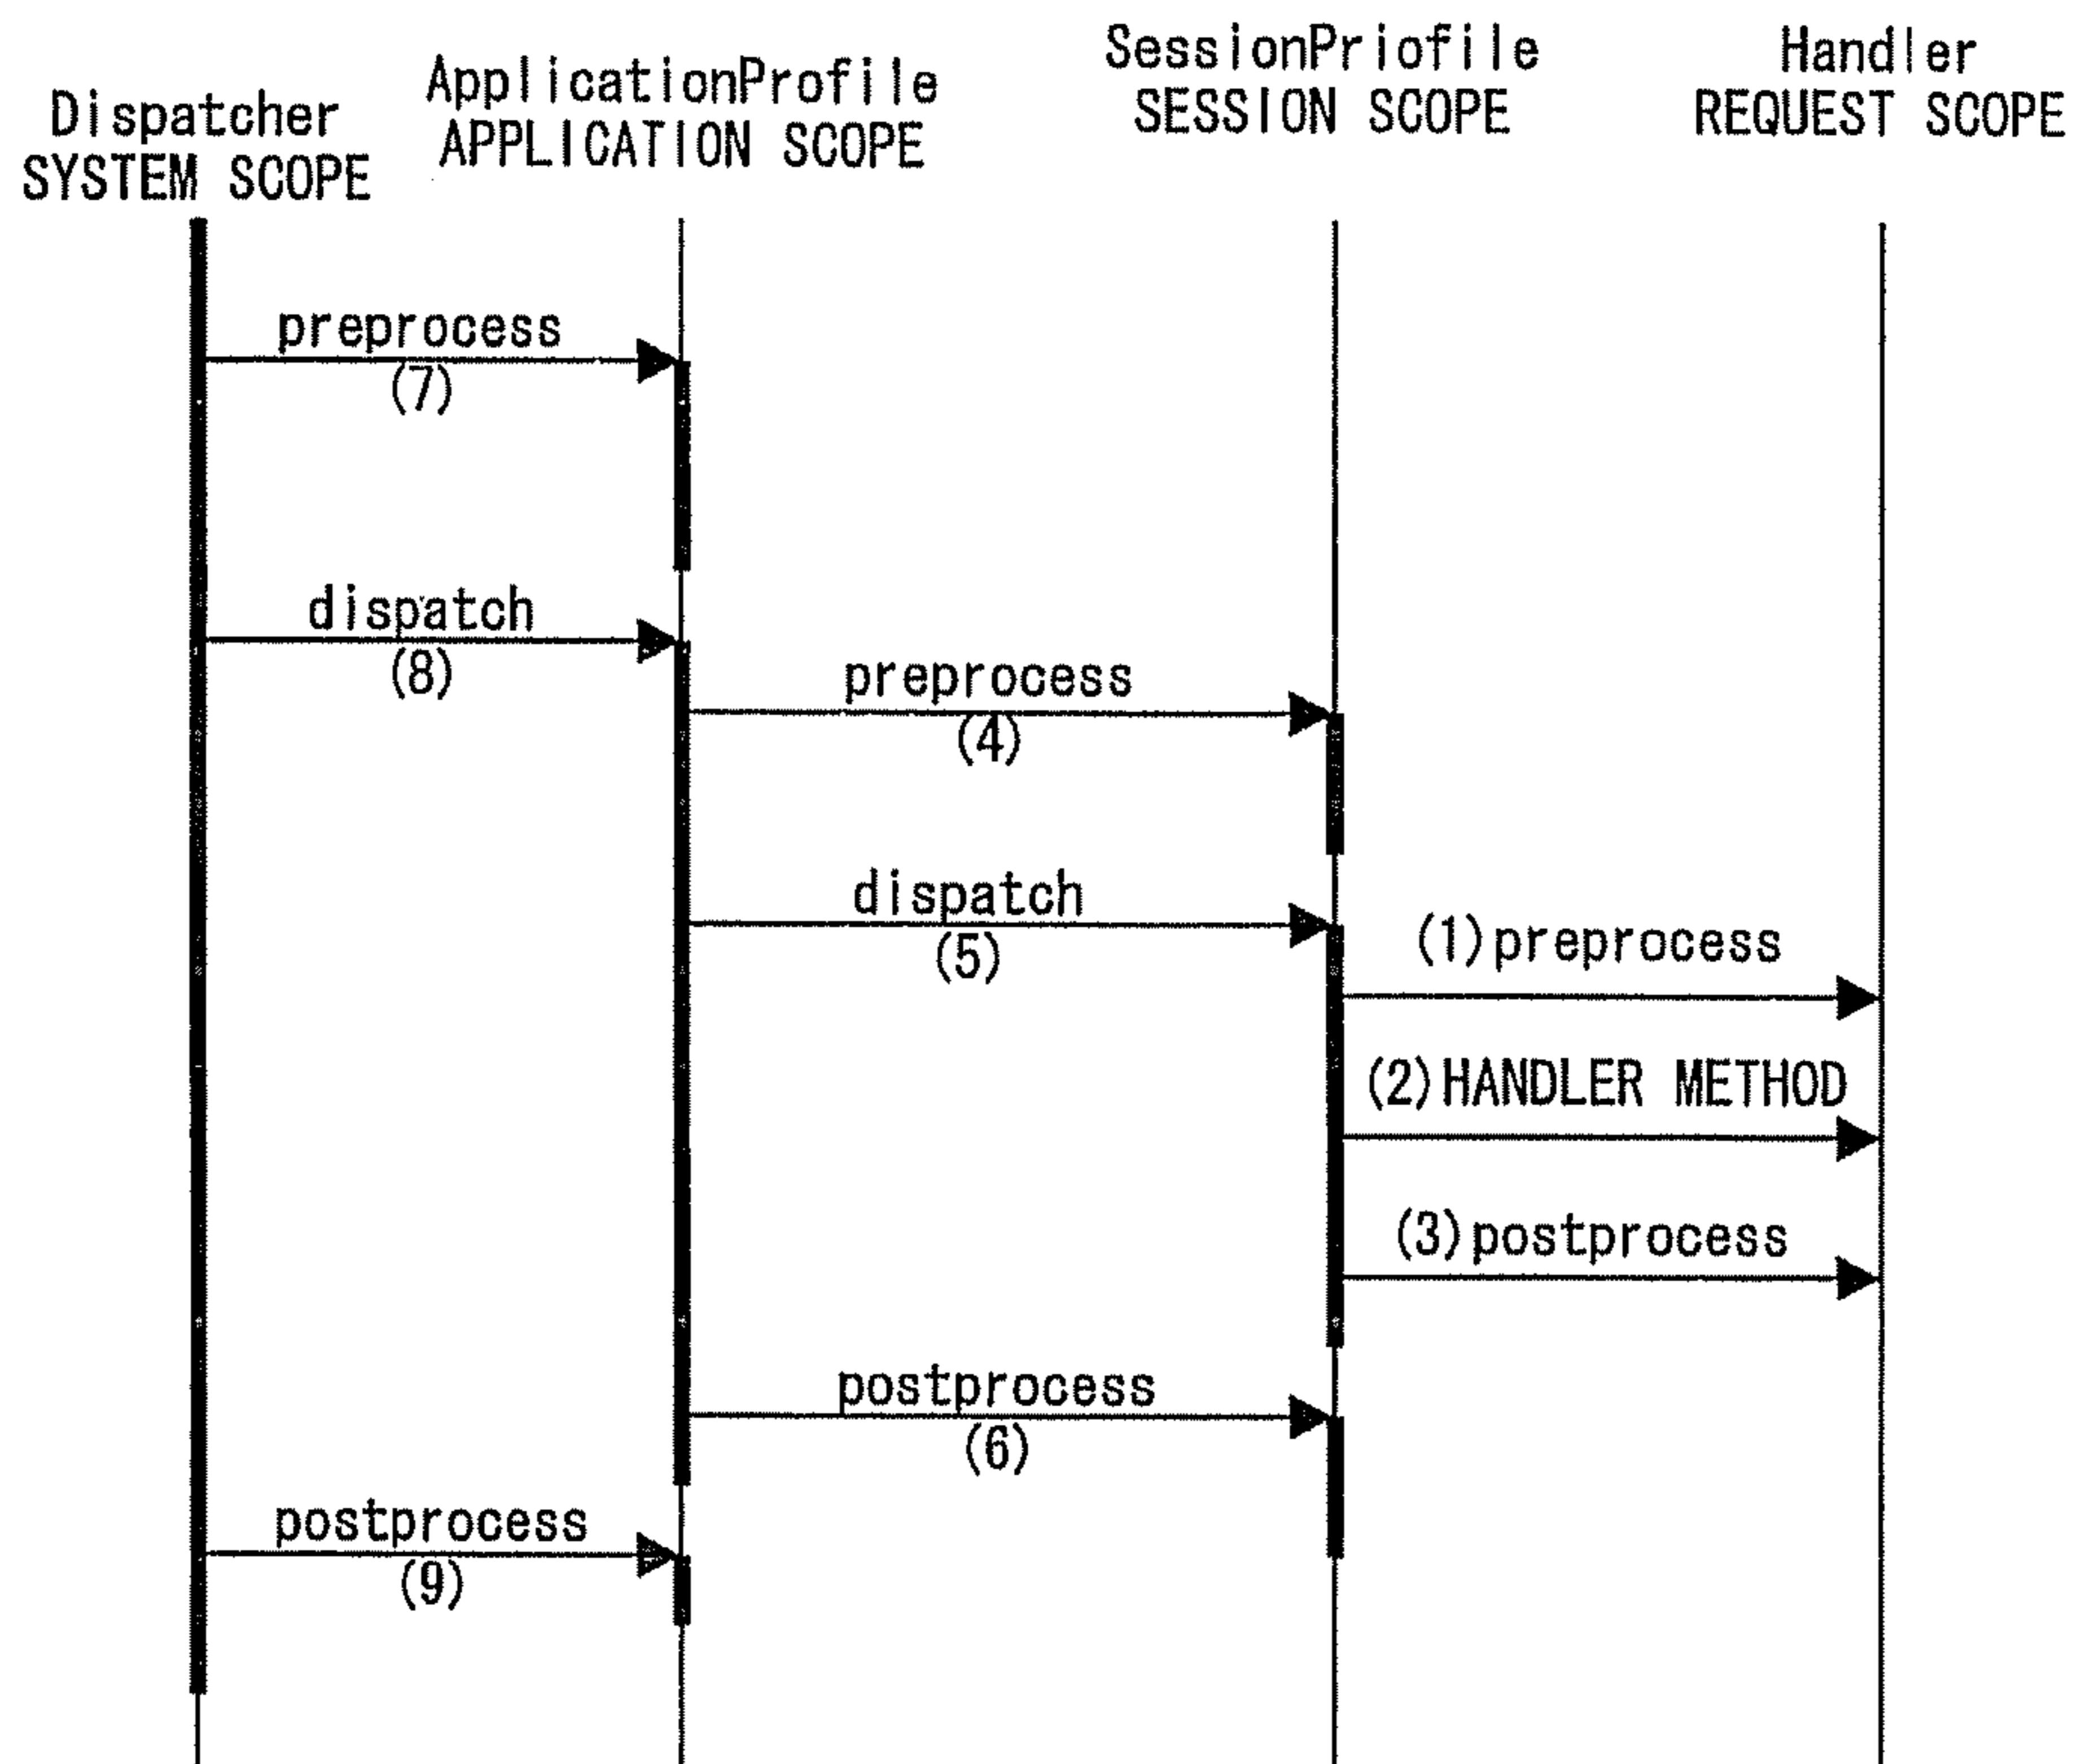 Dispatcher
SYSTEM SCOPE
ApplicationProfile
APPLICATION SCOPE
SessionPriofile
SESSION SCOPE
Handler
REQUEST SCOPE
preprocess
(7)
dispatch
(8)
preprocess
(4)
dispatch
(5)
(1)preprocess
(2)HANDLER METHOD
(3)postprocess
postprocess
(6)
postprocess
(9)